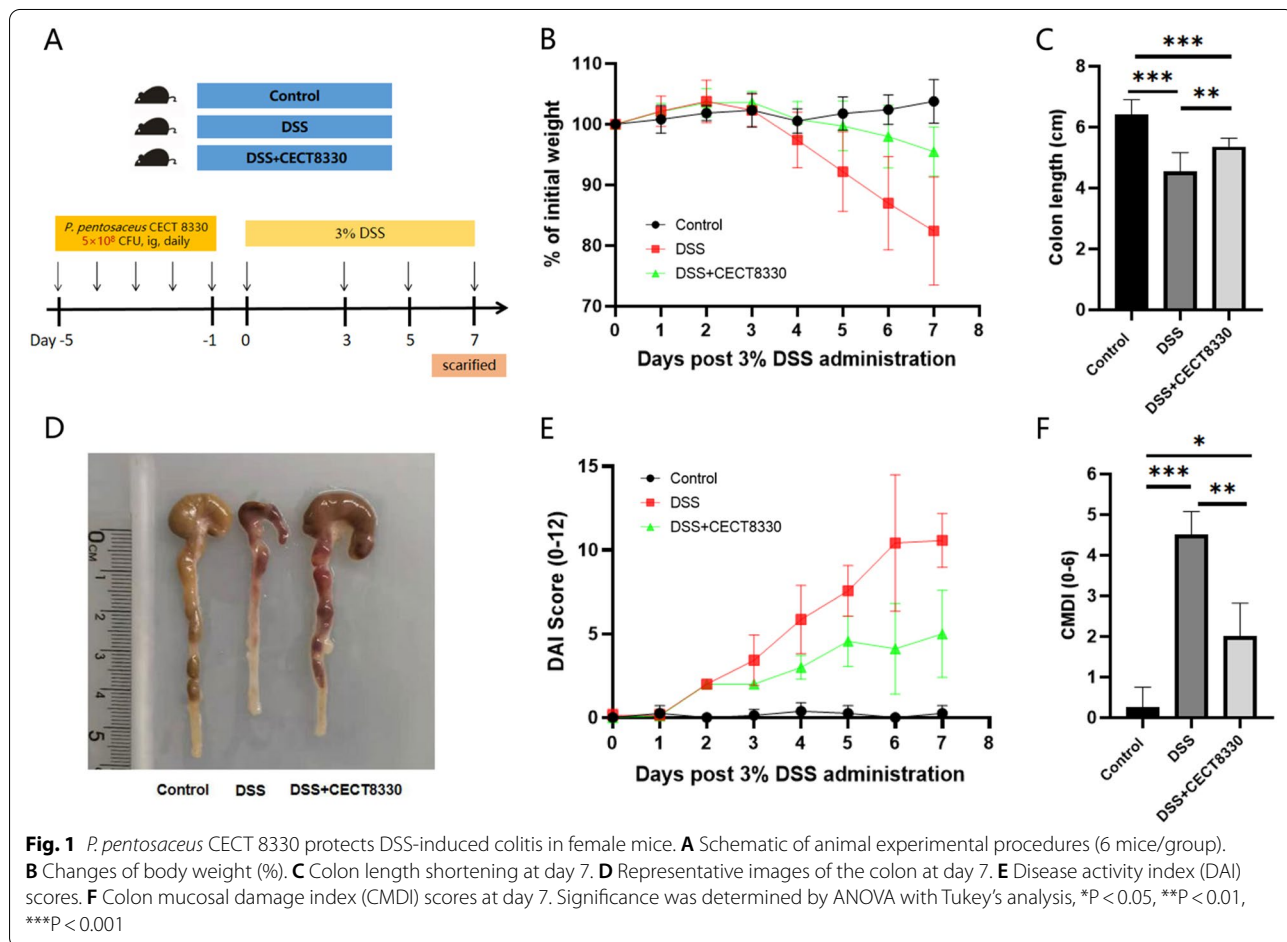 A
Control
DSS
DSS+CECT8330
P. pentosaceus CECT 8330
5×10⁸ CFU, ig, daily
3% DSS
Day -5 -1 0 3 5 7
scarified
B
% of initial weight
110
100
90
80
70
Control
DSS
DSS+CECT8330
0 1 2 3 4 5 6 7 8
Days post 3% DSS administration
C
Colon length (cm)
8
6
4
2
0
***
*** **
Control
DSS
DSS+CECT8330
D
0 CM
1
2
3
4
5
Control DSS DSS+CECT8330
E
DAI Score (0-12)
15
10
5
0
Control
DSS
DSS+CECT8330
0 1 2 3 4 5 6 7 8
Days post 3% DSS administration
F
CMDI (0-6)
6
5
4
3
2
1
0
*
***
**
Control
DSS
DSS+CECT8330
Fig. 1 P. pentosaceus CECT 8330 protects DSS-induced colitis in female mice. A Schematic of animal experimental procedures (6 mice/group).
B Changes of body weight (%). C Colon length shortening at day 7. D Representative images of the colon at day 7. E Disease activity index (DAI)
scores. F Colon mucosal damage index (CMDI) scores at day 7. Significance was determined by ANOVA with Tukey's analysis, *P < 0.05, **P < 0.01,
***P < 0.001